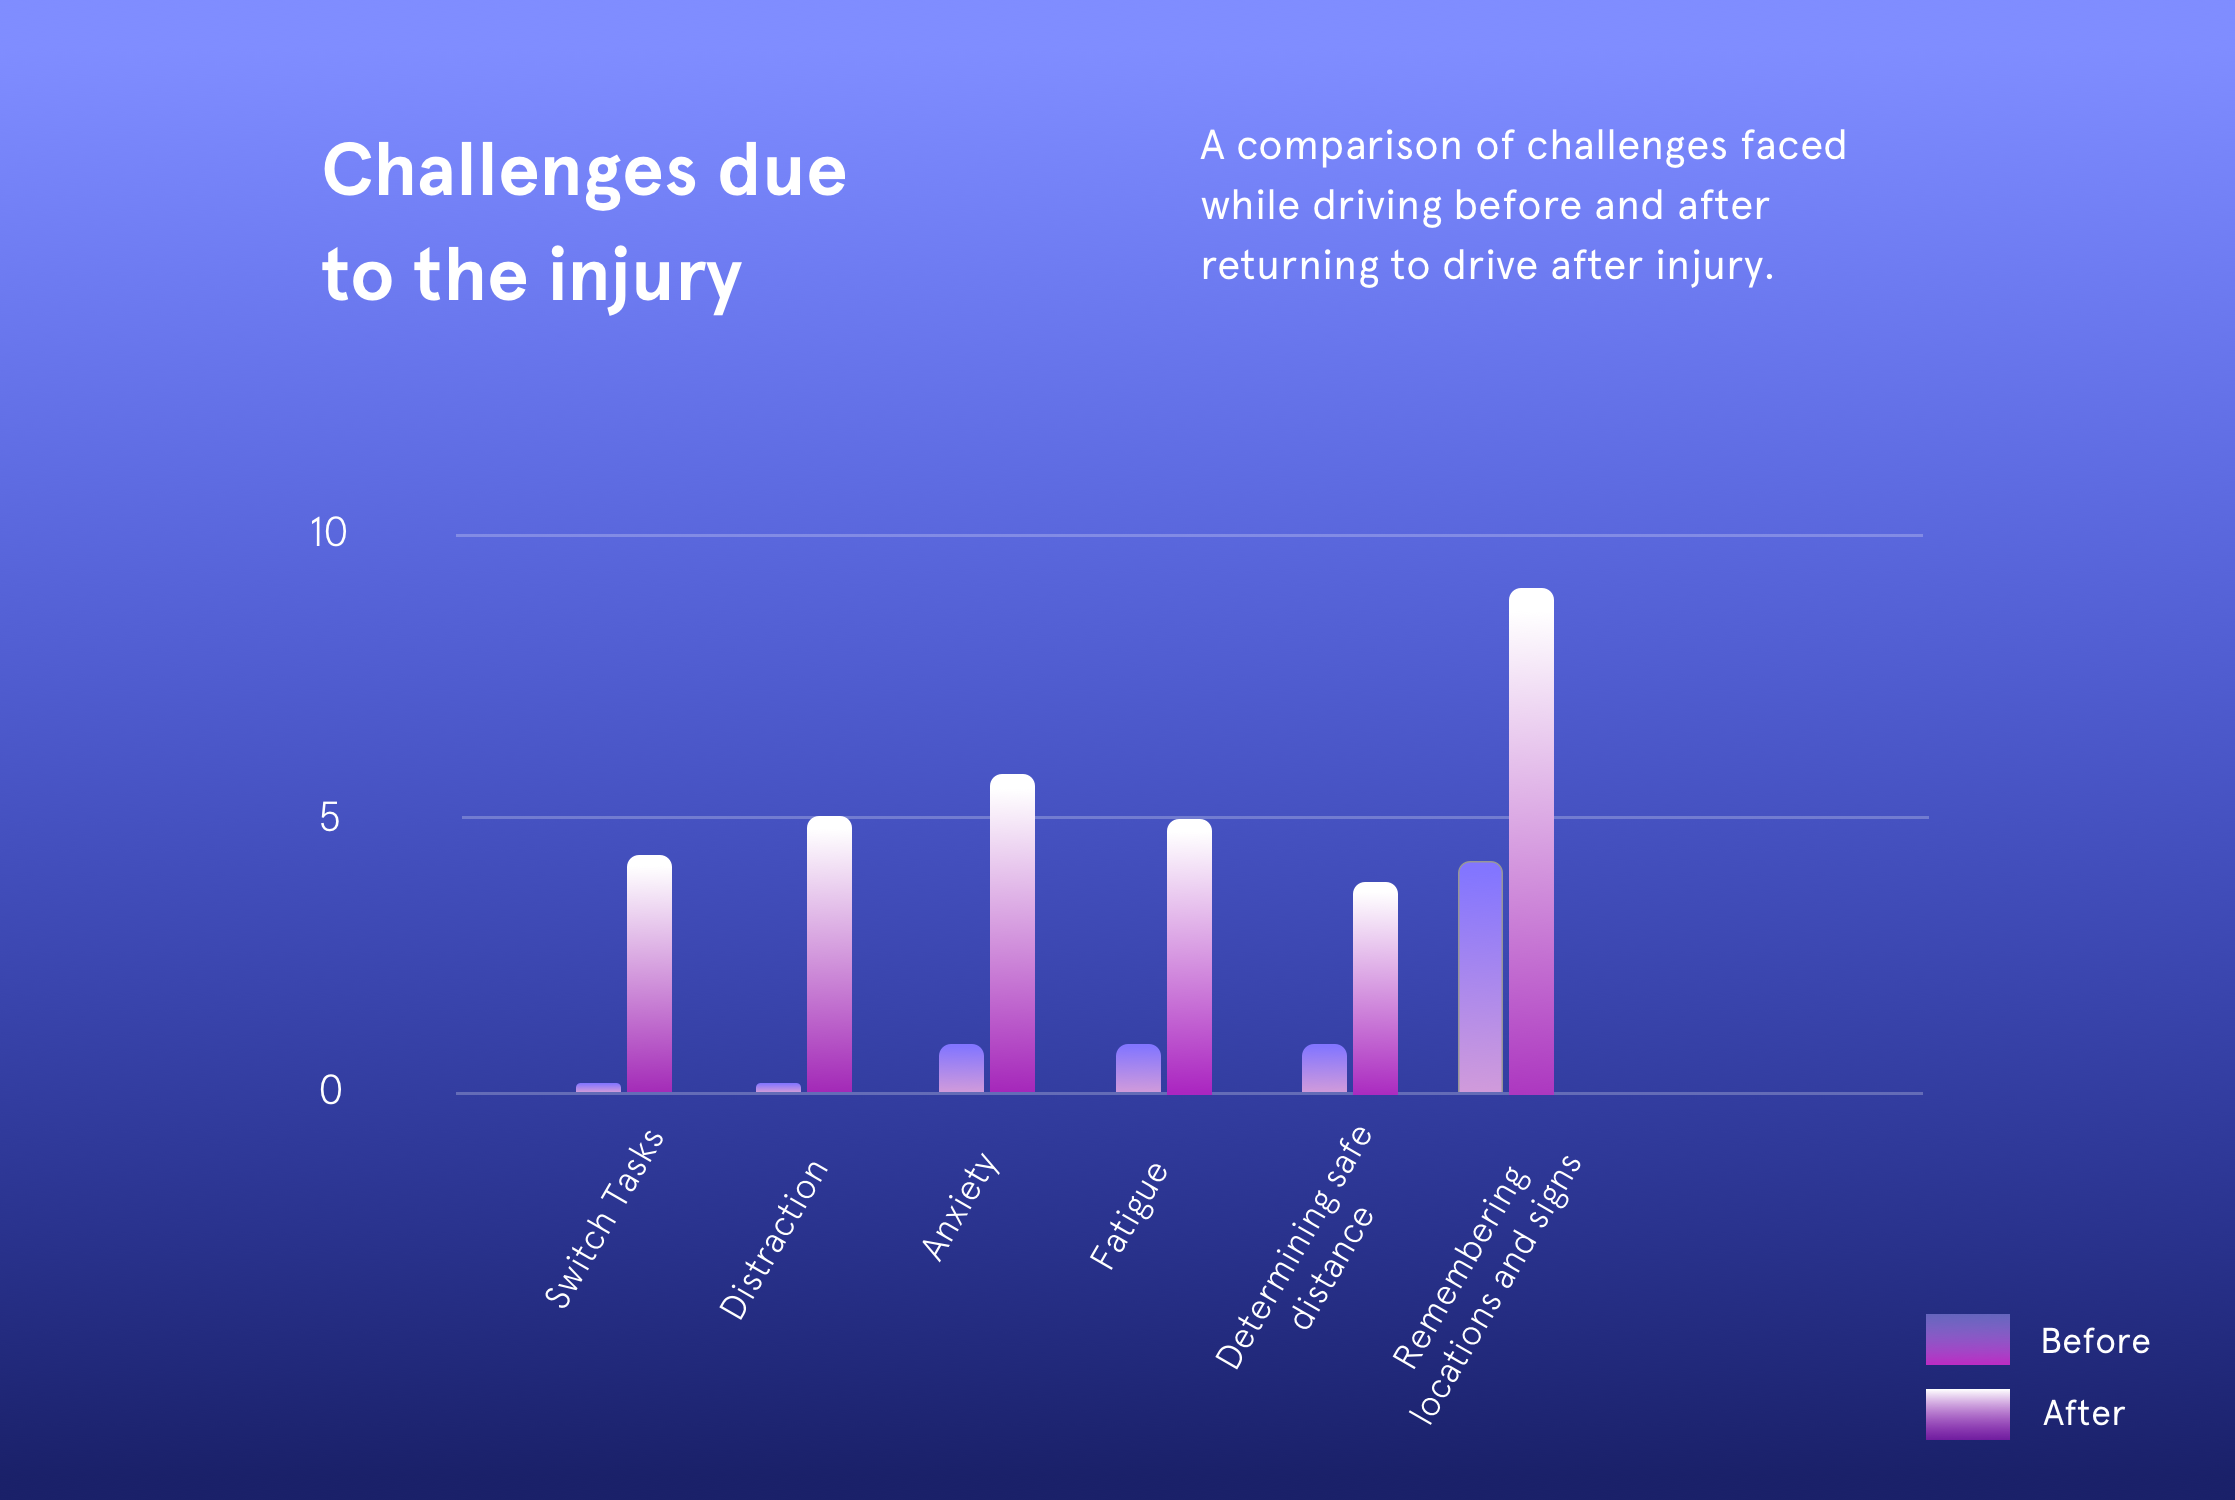 Challenges due
to the injury
A comparison of challenges faced
while driving before and after
returning to drive after injury.
10
5
0
Switch Tasks
Distraction
Anxiety
Fatigue
Determining safe
distance
Remembering
locations and signs
Before
After